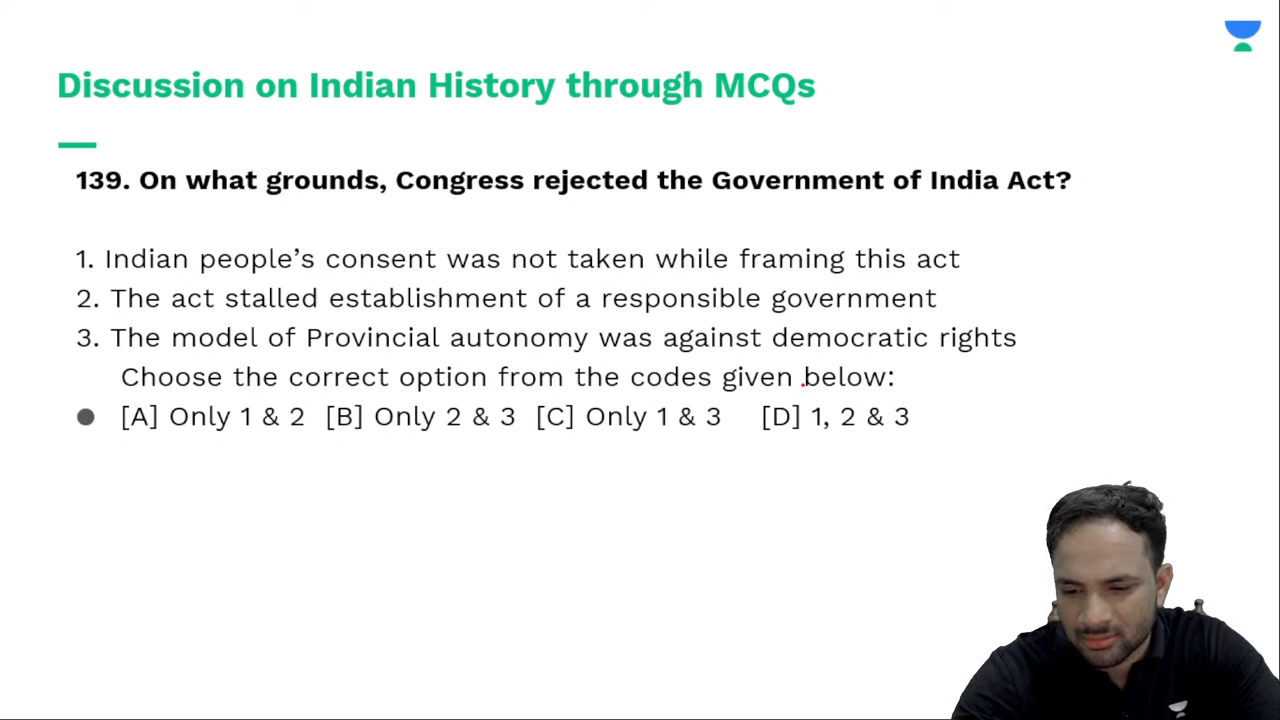 Discussion on Indian History through MCQs
139. On what grounds, Congress rejected the Government of India Act?
1. Indian people’s consent was not taken while framing this act
2. The act stalled establishment of a responsible government
3. The model of Provincial autonomy was against democratic rights
Choose the correct option from the codes given below:
[A] Only 1 & 2 [B] Only 2 & 3 [C] Only 1 & 3 [D] 1, 2 & 3